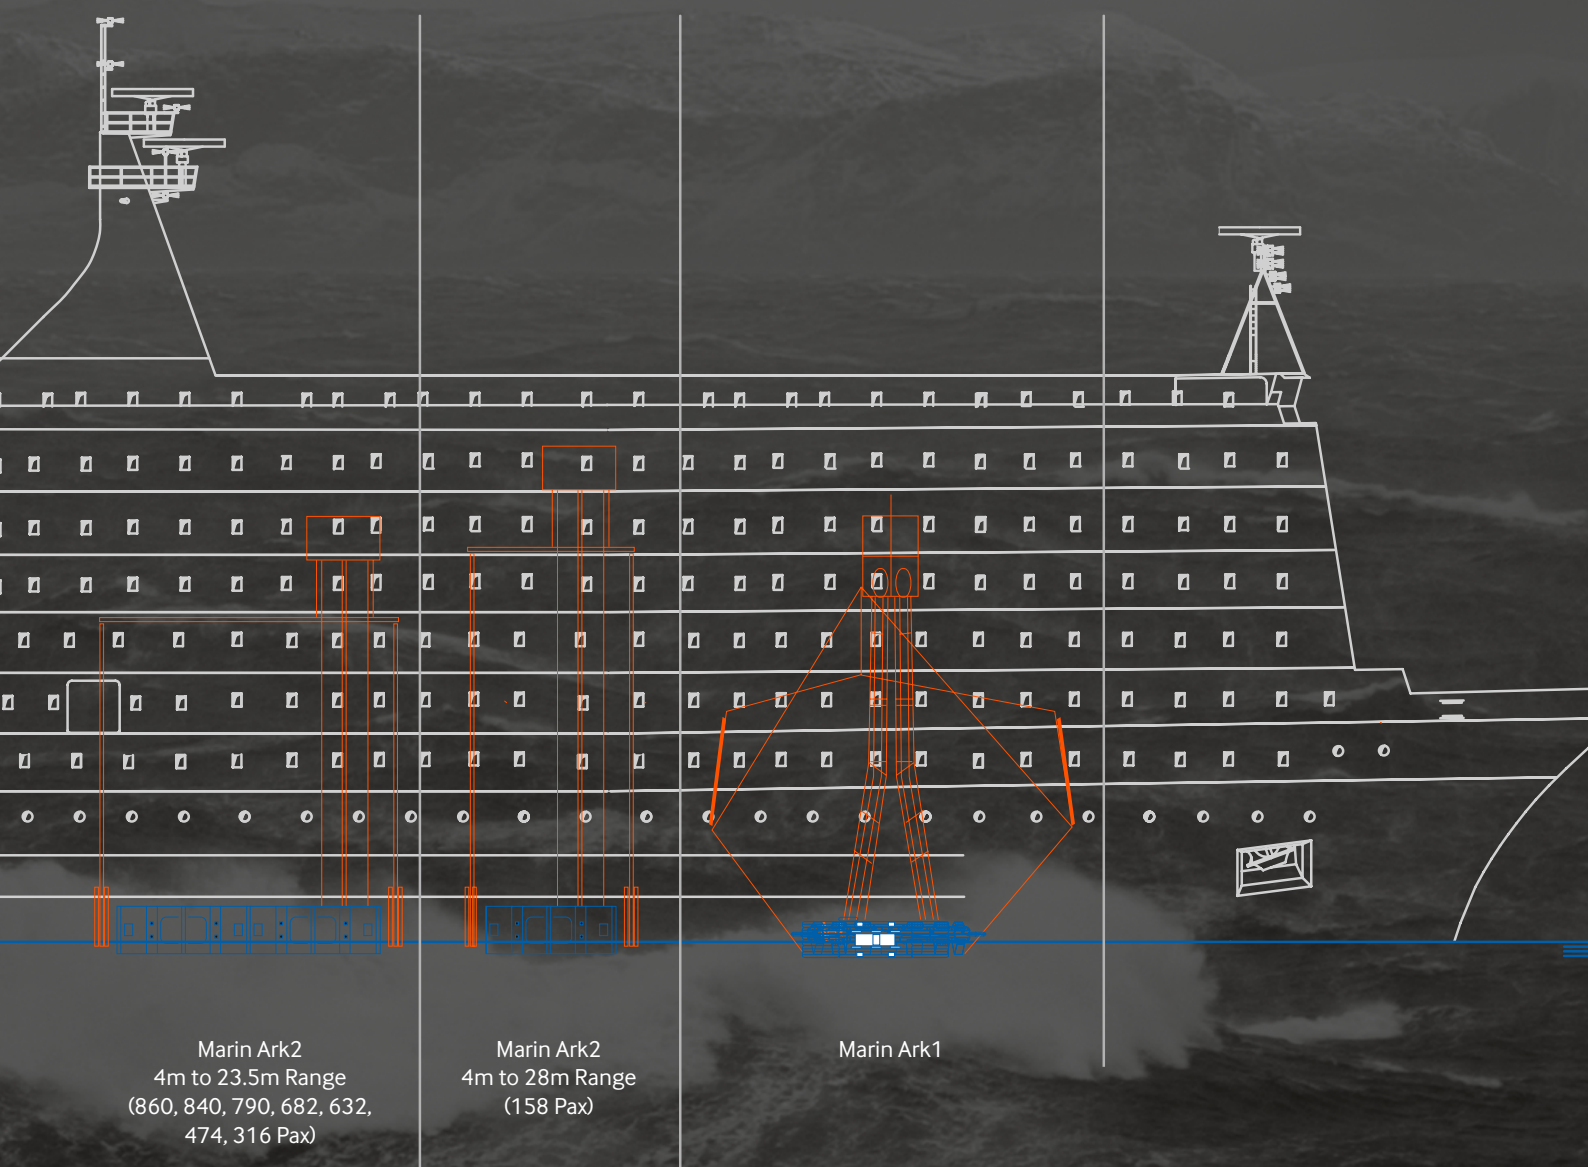 Marin Ark2
4m to 23.5m Range
(860, 840, 790, 682, 632,
474, 316 Pax)
Marin Ark2
4m to 28m Range
(158 Pax)
Marin Ark1